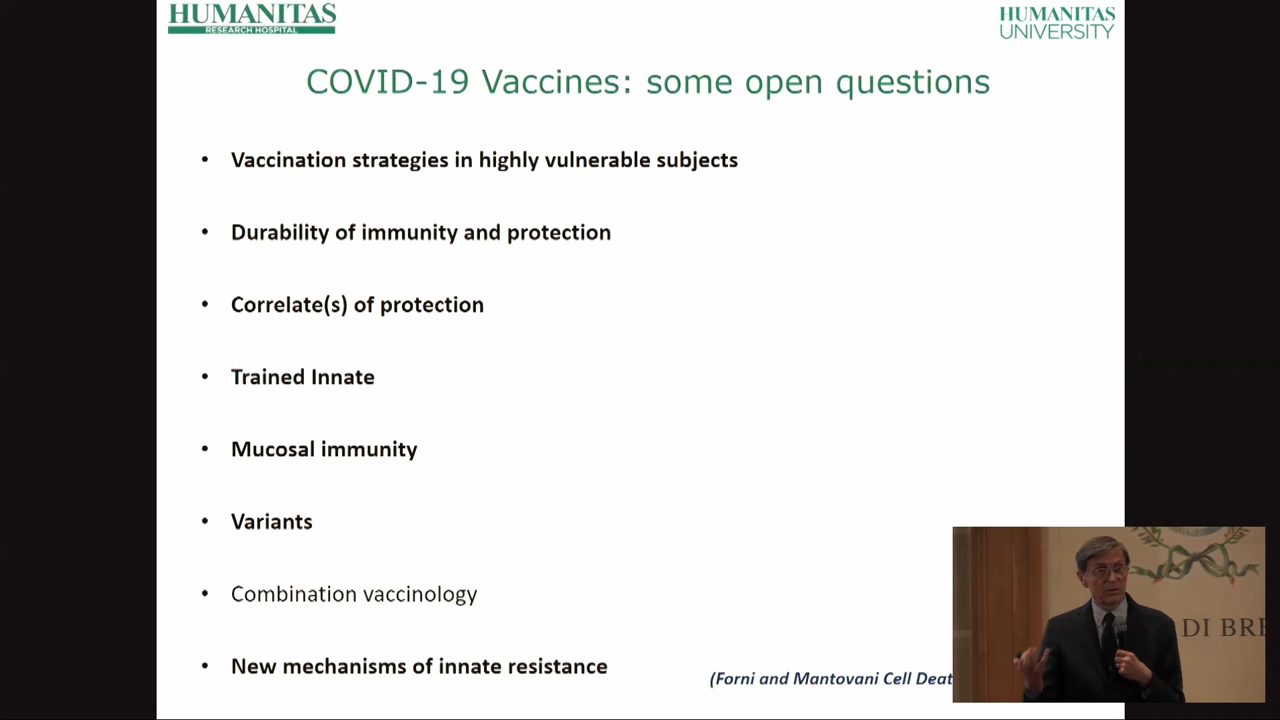 HUMANITAS
RESEARCH HOSPITAL
HUMANITAS
UNIVERSITY
COVID-19 Vaccines: some open questions
• Vaccination strategies in highly vulnerable subjects
• Durability of immunity and protection
• Correlate(s) of protection
• Trained Innate
• Mucosal immunity
• Variants
• Combination vaccinology
• New mechanisms of innate resistance
(Forni and Mantovani Cell Deat
DI BRE